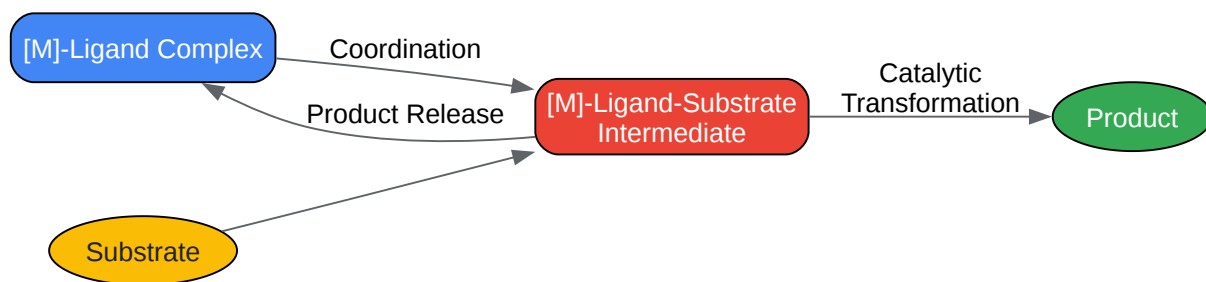 [M]-Ligand Complex
Coordination
Product Release
[M]-Ligand-Substrate
Intermediate
Catalytic
Transformation
Product
Substrate